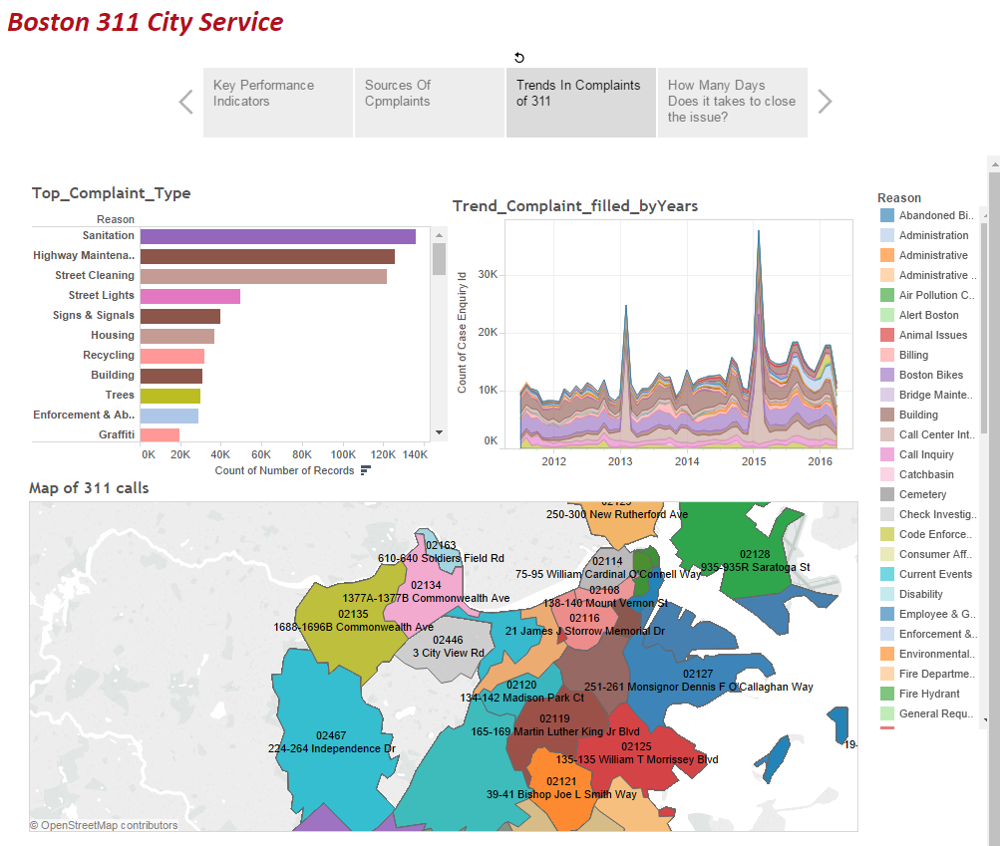 Boston 311 City Service
Key Performance
Indicators
Sources Of
Cpmplaints
Trends In Complaints
of 311
How Many Days
Does it takes to close
the issue?
Top_Complaint_Type
Reason
Sanitation
Highway Maintena..
Street Cleaning
Street Lights
Signs & Signals
Housing
Recycling
Building
Trees
Enforcement & Ab..
Graffiti
0K 20K 40K 60K 80K 100K 120K 140K
Count of Number of Records
Trend_Complaint_filled_byYears
Count of Case Enquiry Id
30K
20K
10K
0K
2012 2013 2014 2015 2016
Reason
Abandoned Bi..
Administration
Administrative
Administrative ..
Air Pollution C..
Alert Boston
Animal Issues
Billing
Boston Bikes
Bridge Mainte..
Building
Call Center Int..
Call Inquiry
Catchbasin
Cemetery
Check Investig..
Code Enforce..
Consumer Aff..
Current Events
Disability
Employee & G..
Enforcement &..
Environmental..
Fire Departme..
Fire Hydrant
General Requ..
Map of 311 calls
250-300 New Rutherford Ave
02163
610-640 Soldiers Field Rd
02128
935-935R Saratoga St
02114
75-95 William Cardinal O'Connell Way
02134
1377A-1377B Commonwealth Ave
02108
138-140 Mount Vernon St
02135
1688-1696B Commonwealth Ave
02116
21 James J Storrow Memorial Dr
02446
3 City View Rd
02127
251-261 Monsignor Dennis F O'Callaghan Way
02120
134-142 Madison Park Ct
02119
165-169 Martin Luther King Jr Blvd
02467
224-264 Independence Dr
02125
135-135 William T Morrissey Blvd
19-
02121
39-41 Bishop Joe L Smith Way
© OpenStreetMap contributors